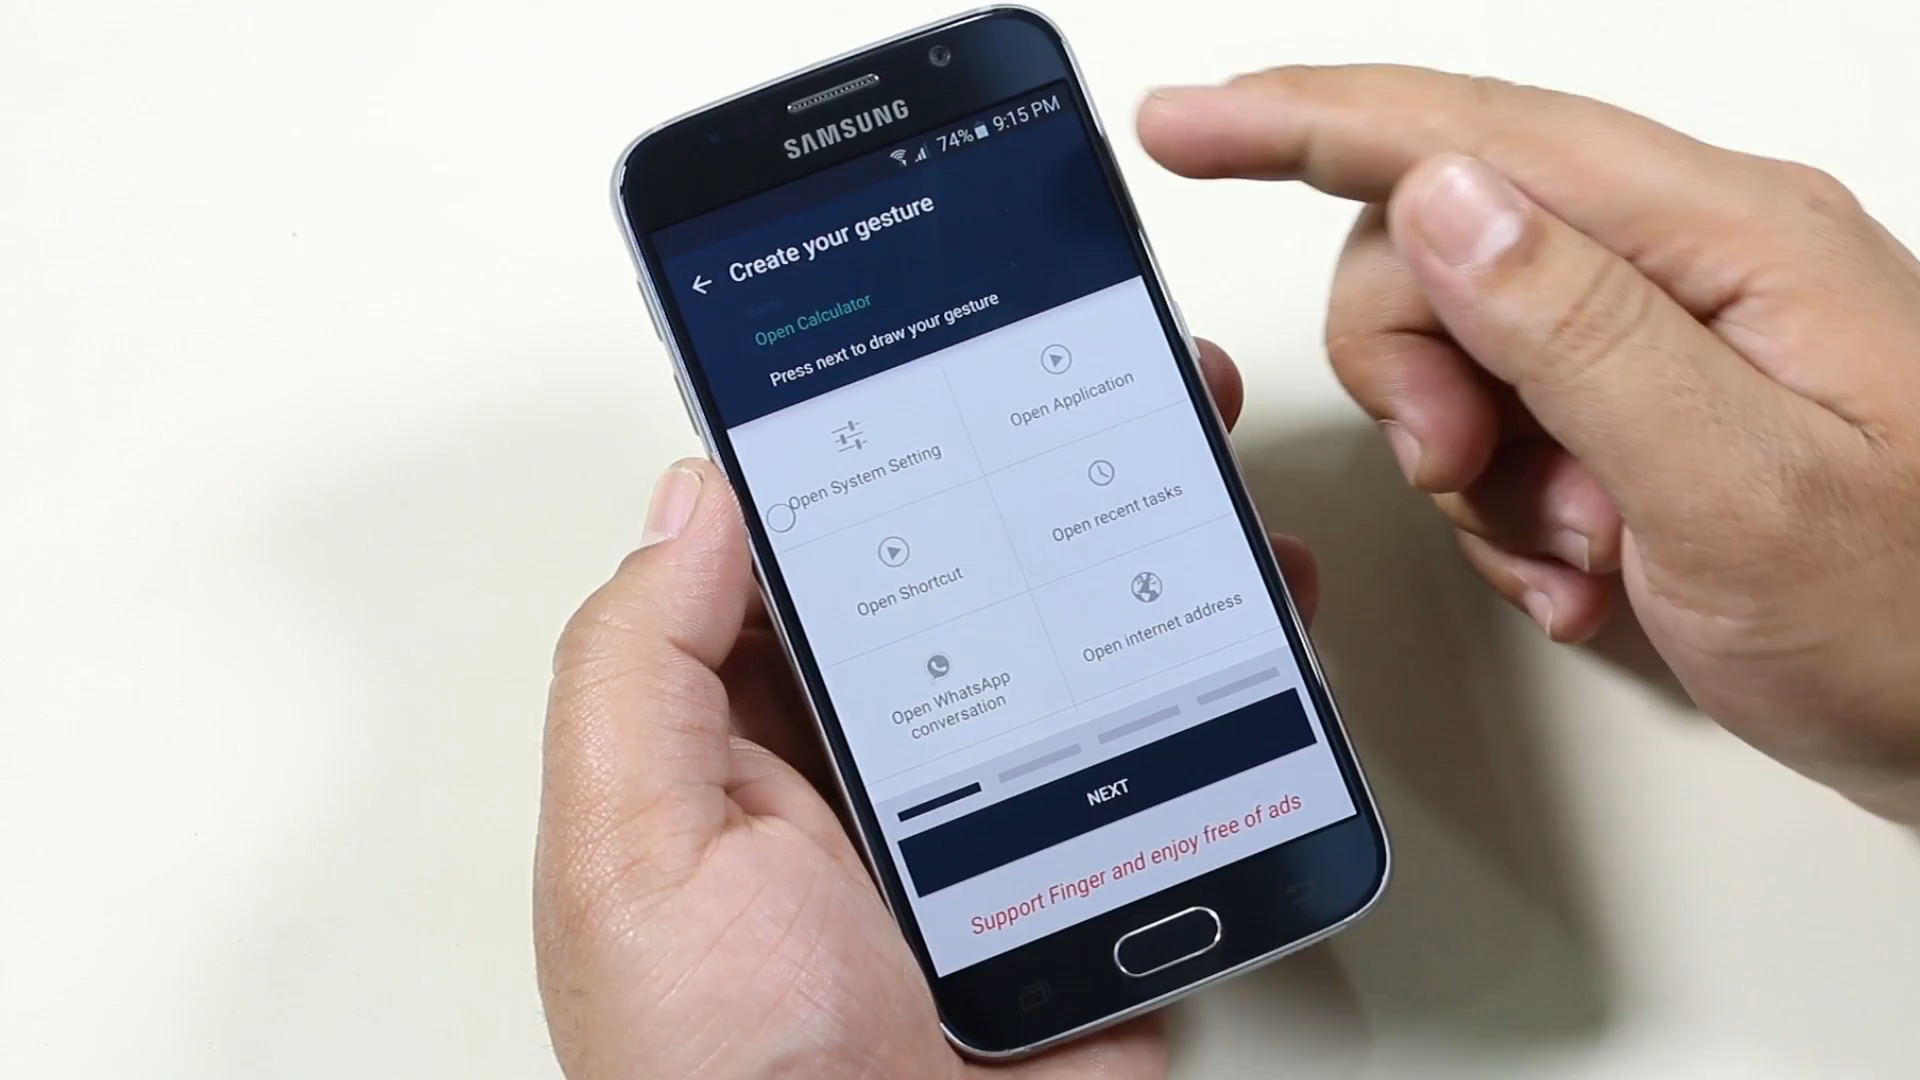 SAMSUNG
74% 9:15 PM
Create your gesture
Name
Open Calculator
Press next to draw your gesture
Open System Setting
Open Application
Open Shortcut
Open recent tasks
Open WhatsApp
conversation
Open internet address
NEXT
Support Finger and enjoy free of ads